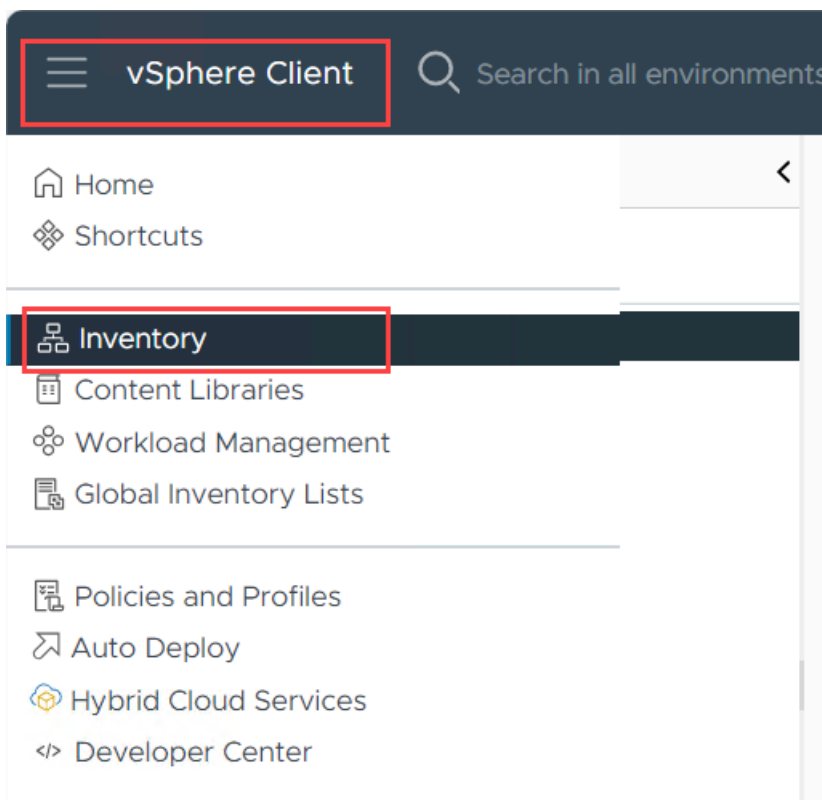 vSphere Client
Search in all environments
Home
Shortcuts
Inventory
Content Libraries
Workload Management
Global Inventory Lists
Policies and Profiles
Auto Deploy
Hybrid Cloud Services
Developer Center